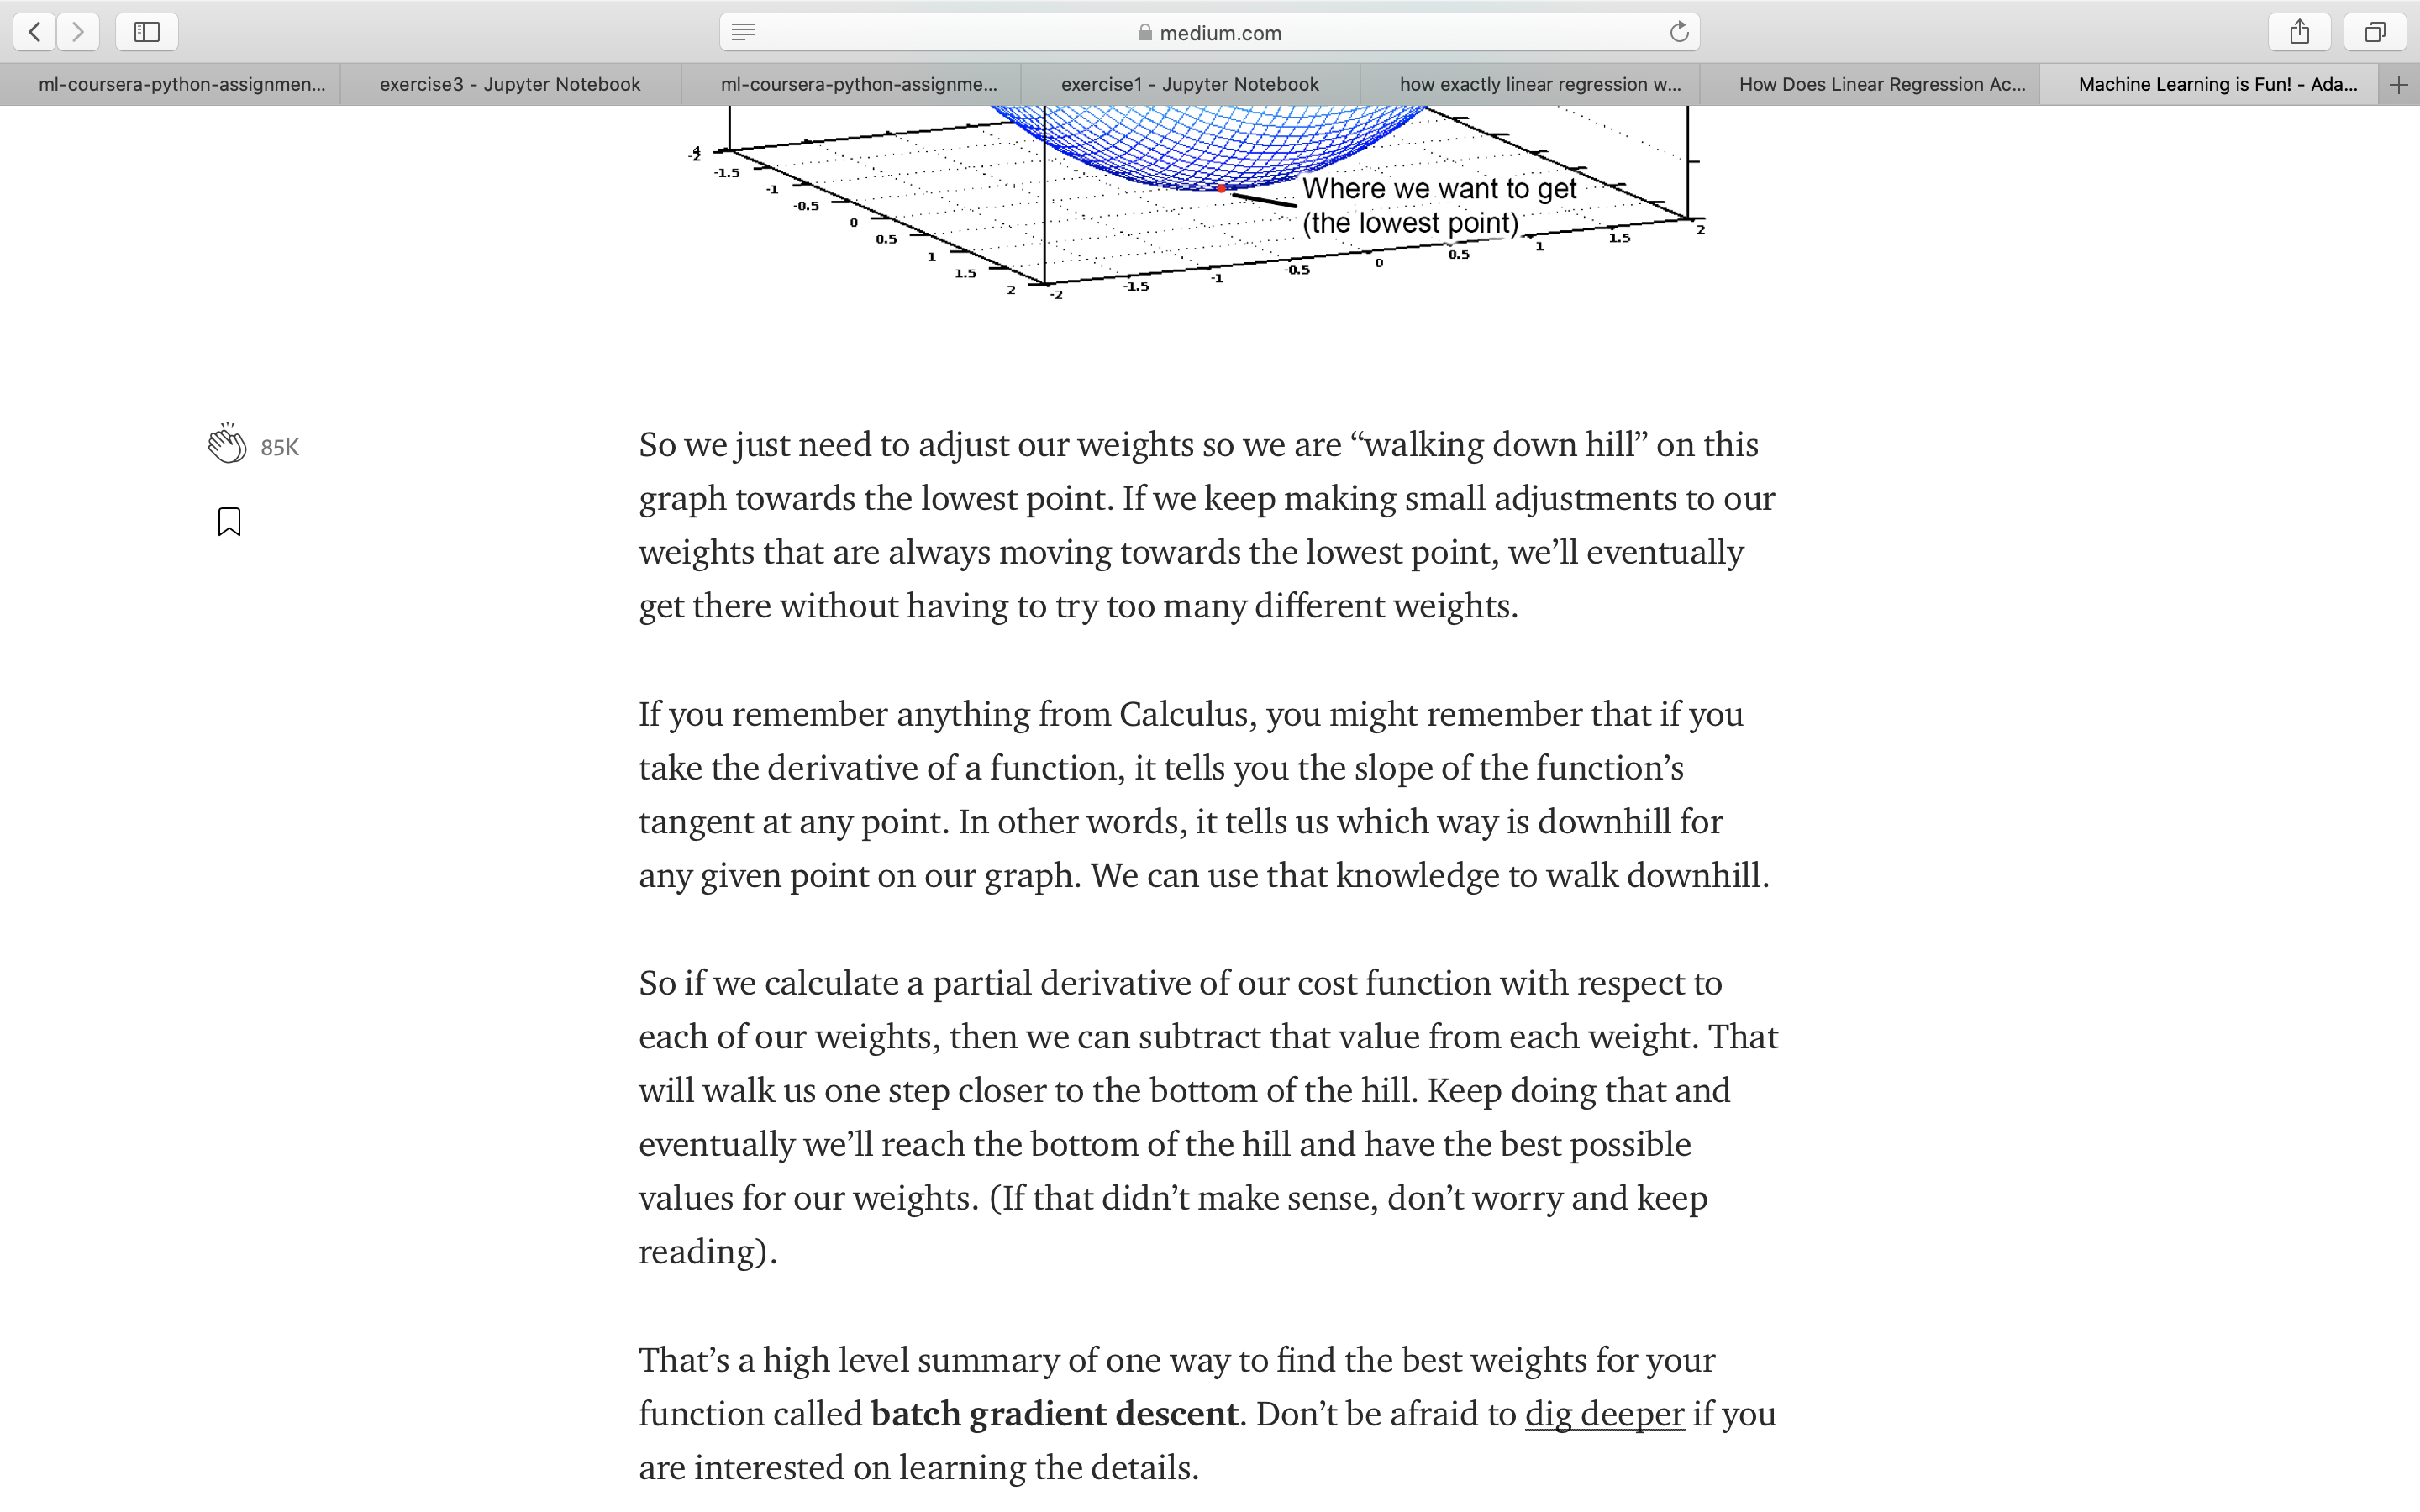 medium.com
ml-coursera-python-assignmen...
exercise3 - Jupyter Notebook
ml-coursera-python-assignme...
exercise1 - Jupyter Notebook
how exactly linear regression w...
How Does Linear Regression Ac...
Machine Learning is Fun! - Ada...
4
-2
-1.5
-1
-0.5
0
0.5
1
1.5
2
-2
-1.5
-1
-0.5
0
0.5
1
1.5
2
Where we want to get
(the lowest point)
85K
So we just need to adjust our weights so we are “walking down hill” on this
graph towards the lowest point. If we keep making small adjustments to our
weights that are always moving towards the lowest point, we’ll eventually
get there without having to try too many different weights.
If you remember anything from Calculus, you might remember that if you
take the derivative of a function, it tells you the slope of the function’s
tangent at any point. In other words, it tells us which way is downhill for
any given point on our graph. We can use that knowledge to walk downhill.
So if we calculate a partial derivative of our cost function with respect to
each of our weights, then we can subtract that value from each weight. That
will walk us one step closer to the bottom of the hill. Keep doing that and
eventually we’ll reach the bottom of the hill and have the best possible
values for our weights. (If that didn’t make sense, don’t worry and keep
reading).
That’s a high level summary of one way to find the best weights for your
function called batch gradient descent. Don’t be afraid to dig deeper if you
are interested on learning the details.